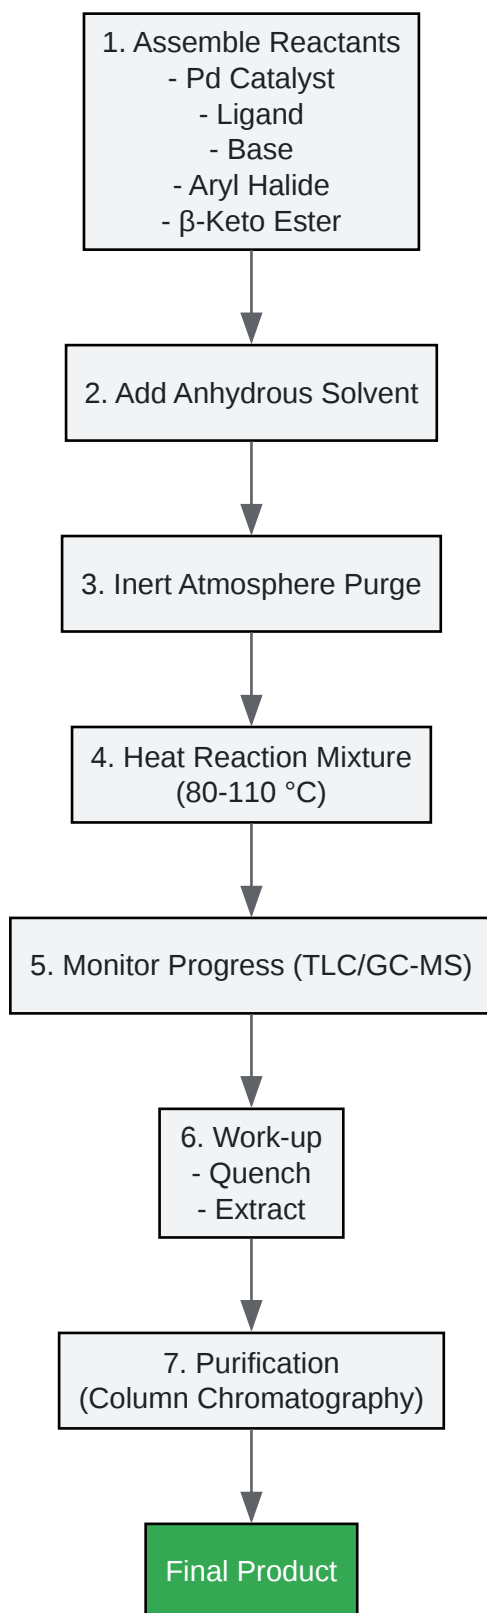 1. Assemble Reactants
- Pd Catalyst
- Ligand
- Base
- Aryl Halide
- β-Keto Ester
2. Add Anhydrous Solvent
3. Inert Atmosphere Purge
4. Heat Reaction Mixture
(80-110 °C)
5. Monitor Progress (TLC/GC-MS)
6. Work-up
- Quench
- Extract
7. Purification
(Column Chromatography)
Final Product